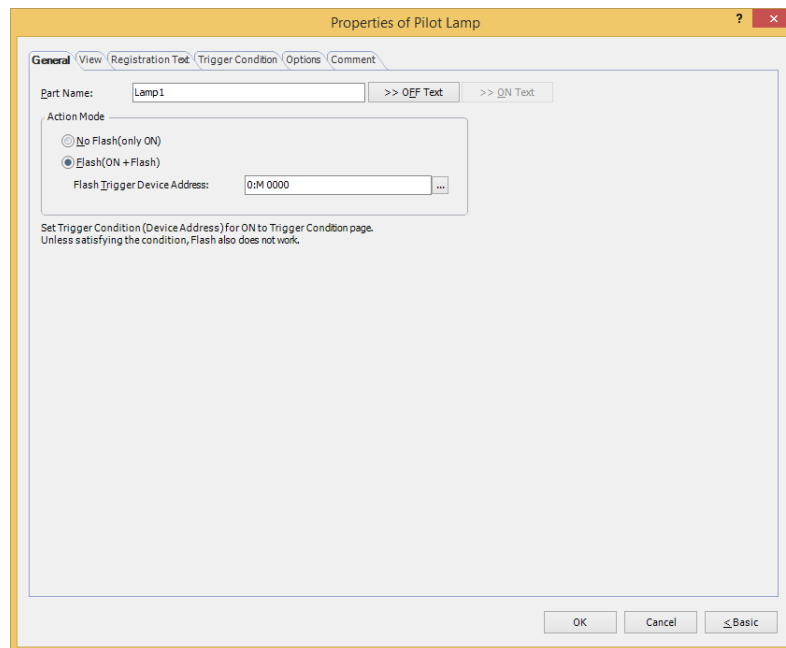 Properties of Pilot Lamp ? ×
General View Registration Text Trigger Condition Options Comment
Part Name: Lamp1 >> OFF Text >> ON Text
Action Mode
No Flash(only ON)
Flash(ON +Flash)
Flash Trigger Device Address: 0:M 0000 ...
Set Trigger Condition (Device Address) for ON to Trigger Condition page.
Unless satisfying the condition, Flash also does not work.
OK Cancel < Basic